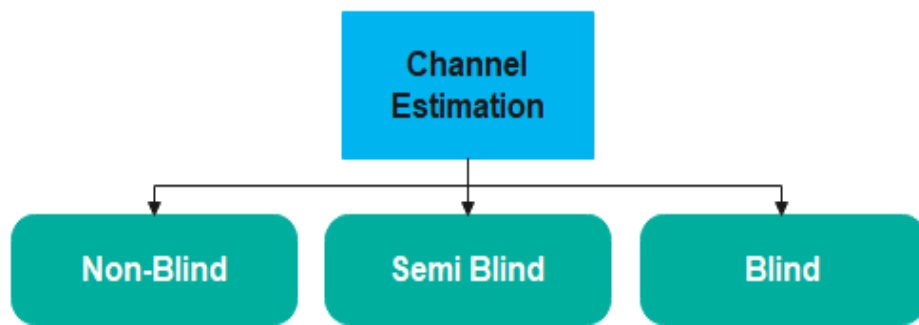 Channel
Estimation
Non-Blind
Semi Blind
Blind